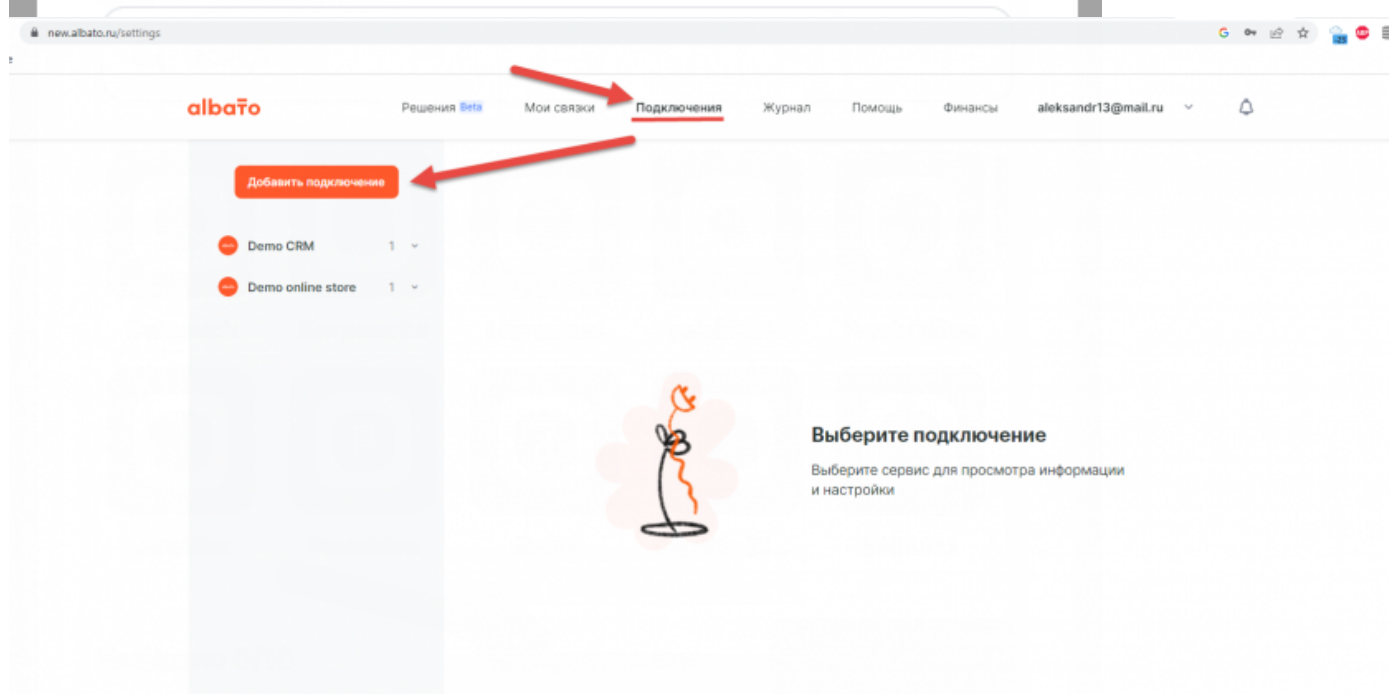 new.albato.ru/settings
albato
Решения Beta
Мои связки
Подключения
Журнал
Помощь
Финансы
aleksandr13@mail.ru
Добавить подключение
Demo CRM 1
Demo online store 1
Выберите подключение
Выберите сервис для просмотра информации
и настройки